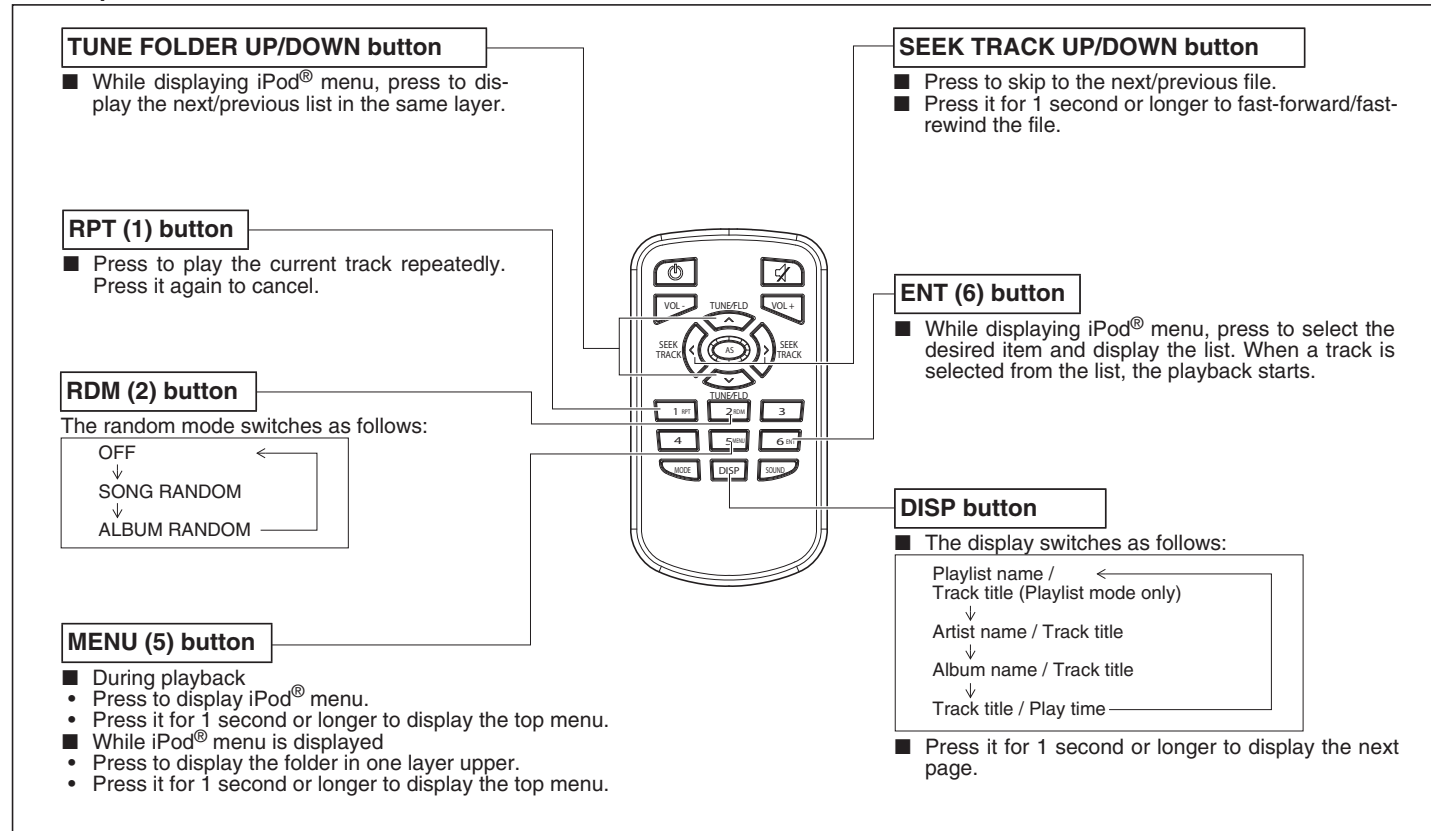 TUNE FOLDER UP/DOWN button
■ While displaying iPod® menu, press to dis-
play the next/previous list in the same layer.
SEEK TRACK UP/DOWN button
■ Press to skip to the next/previous file.
■ Press it for 1 second or longer to fast-forward/fast-
rewind the file.
RPT (1) button
■ Press to play the current track repeatedly.
Press it again to cancel.
RDM (2) button
The random mode switches as follows:
OFF
SONG RANDOM
ALBUM RANDOM
MENU (5) button
■ During playback
• Press to display iPod® menu.
• Press it for 1 second or longer to display the top menu.
■ While iPod® menu is displayed
• Press to display the folder in one layer upper.
• Press it for 1 second or longer to display the top menu.
VOL -
TUNE/FLD
VOL +
SEEK
TRACK
AS
SEEK
TRACK
TUNE/FLD
1 RPT
2 RDM
3
4
5 MENU
6 ENT
MODE
DISP
SOUND
ENT (6) button
■ While displaying iPod® menu, press to select the
desired item and display the list. When a track is
selected from the list, the playback starts.
DISP button
■ The display switches as follows:
Playlist name /
Track title (Playlist mode only)
Artist name / Track title
Album name / Track title
Track title / Play time
■ Press it for 1 second or longer to display the next
page.